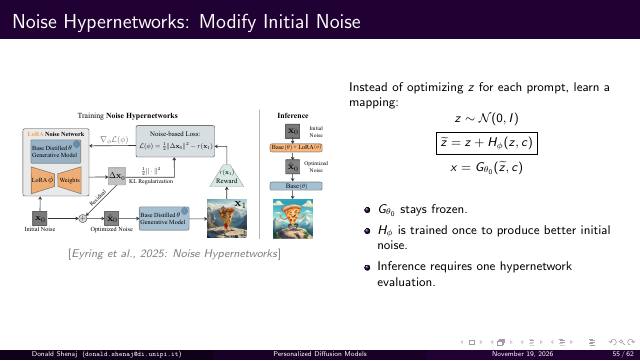 Noise Hypernetworks: Modify Initial Noise
Training Noise Hypernetworks
LoRA Noise Network
Base Distilled θ
Generative Model
LoRA ϕ
Weights
∇ϕL(ϕ)
Noise-based Loss:
L(ϕ) = ½||Δx₀||² − r(x₁)
½||·||²
KL Regularization
Δx₀
Residual
r(x₁)
Reward
x₀
Initial Noise
x̂₀
Optimized Noise
Base Distilled θ
Generative Model
x₁
Inference
x₀
Initial
Noise
Base (θ) + LoRA (ϕ)
x̂₀
Optimized
Noise
Base (θ)
[Eyring et al., 2025: Noise Hypernetworks]
Instead of optimizing z for each prompt, learn a
mapping:
z ∼ N(0, I)
z̃ = z + Hϕ(z, c)
x = Gθ₀(z̃, c)
Gθ₀ stays frozen.
Hϕ is trained once to produce better initial
noise.
Inference requires one hypernetwork
evaluation.
Donald Shenaj (donald.shenaj@di.unipi.it)
Personalized Diffusion Models
November 19, 2026
55 / 62